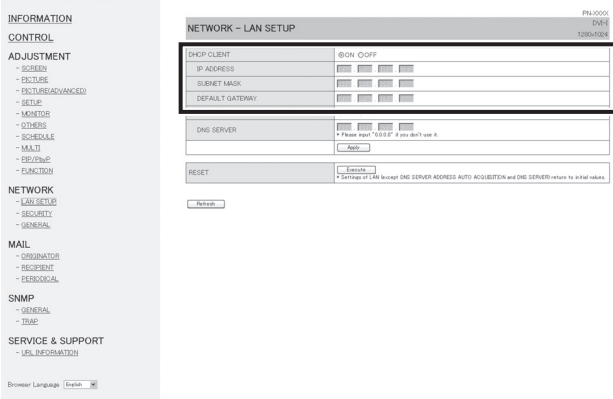 INFORMATION
CONTROL
ADJUSTMENT
- SCREEN
- PICTURE
- PICTURE(ADVANCED)
- SETUP
- MONITOR
- OTHERS
- SCHEDULE
- MULTI
- PIP/PbyP
- FUNCTION
NETWORK
- LAN SETUP
- SECURITY
- GENERAL
MAIL
- ORIGINATOR
- RECIPIENT
- PERIODICAL
SNMP
- GENERAL
- TRAP
SERVICE & SUPPORT
- URL INFORMATION
Browser Language English
PN-XXXX
DVI-I
1280x1024
NETWORK - LAN SETUP
DHCP CLIENT ON OFF
IP ADDRESS
SUBNET MASK
DEFAULT GATEWAY
DNS SERVER
* Please input "0.0.0.0" if you don't use it.
Apply
RESET
Execute
* Settings of LAN (except DNS SERVER ADDRESS AUTO ACQUISITION and DNS SERVER) return to initial values.
Refresh